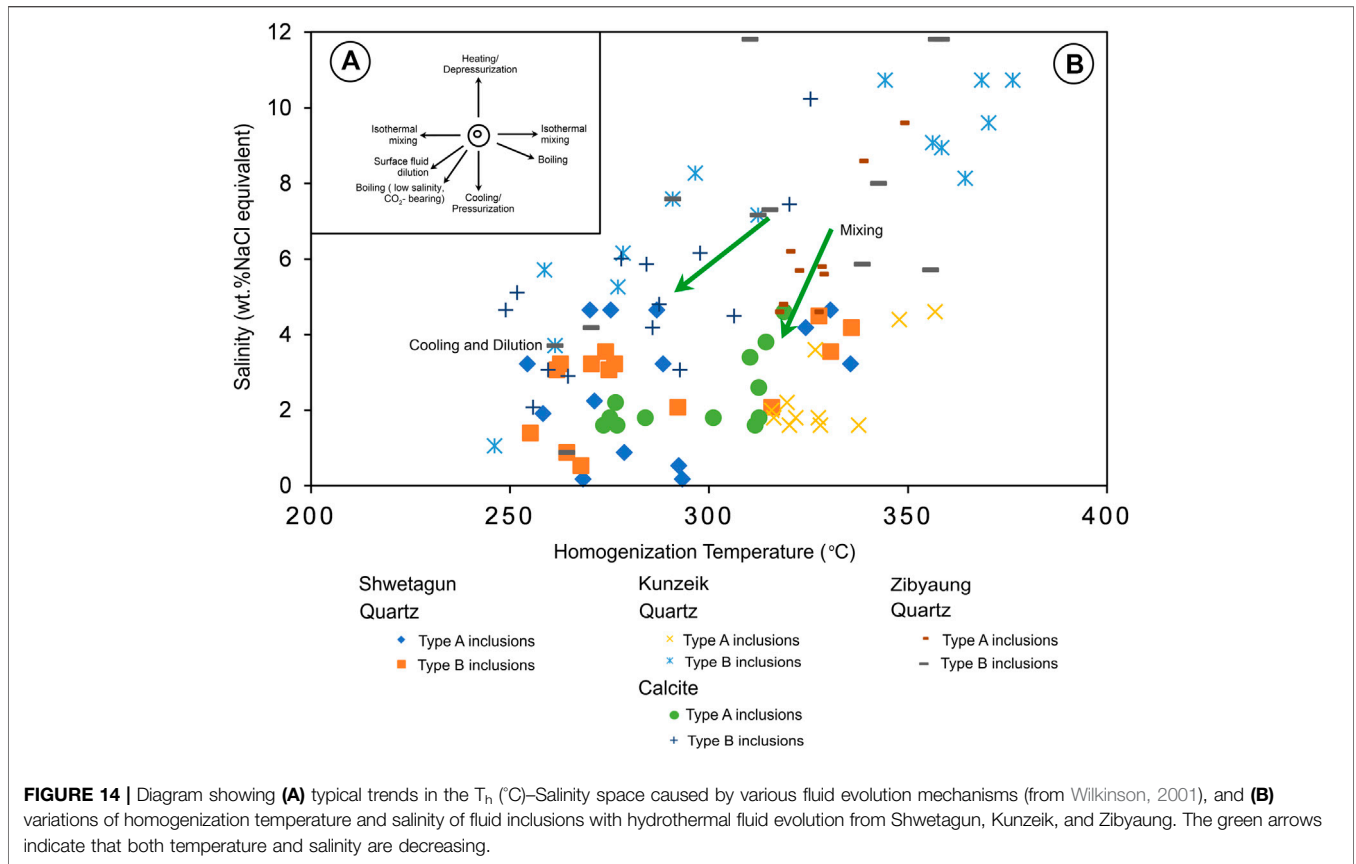 12
10
8
6
4
2
0
Salinity (wt.%NaCl equivalent)
A
Heating/
Depressurization
Isothermal
mixing
Isothermal
mixing
Surface fluid
dilution
Boiling
Boiling ( low salinity,
CO₂- bearing)
Cooling/
Pressurization
B
Mixing
Cooling and Dilution
200 250 300 350 400
Homogenization Temperature (°C)
Shwetagun
Quartz
Type A inclusions
Type B inclusions
Kunzeik
Quartz
Type A inclusions
Type B inclusions
Calcite
Type A inclusions
Type B inclusions
Zibyaung
Quartz
Type A inclusions
Type B inclusions
FIGURE 14 | Diagram showing (A) typical trends in the Tₕ (°C)–Salinity space caused by various fluid evolution mechanisms (from Wilkinson, 2001), and (B)
variations of homogenization temperature and salinity of fluid inclusions with hydrothermal fluid evolution from Shwetagun, Kunzeik, and Zibyaung. The green arrows
indicate that both temperature and salinity are decreasing.